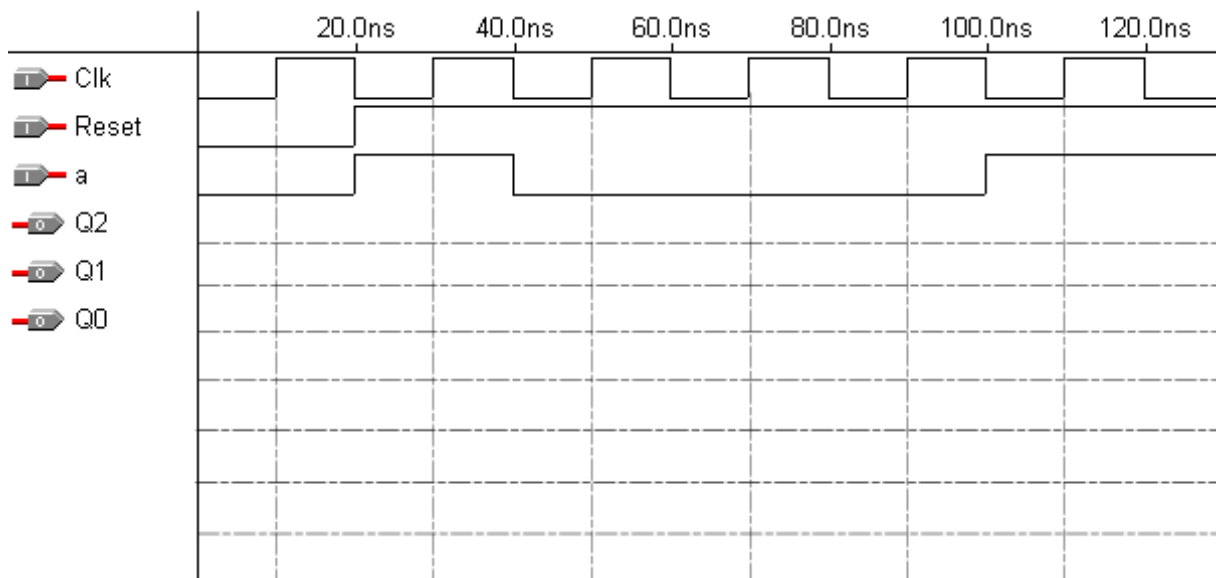 20.0ns 40.0ns 60.0ns 80.0ns 100.0ns 120.0ns
I Clk
I Reset
I a
O Q2
O Q1
O Q0